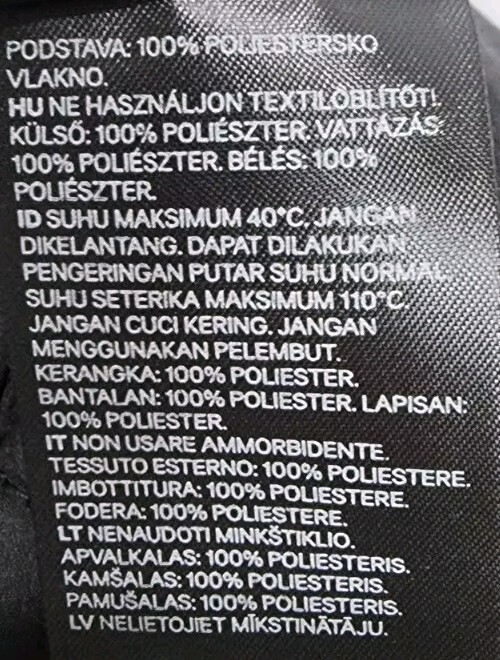 PODSTAVA: 100% POLIESTERSKO
VLAKNO.
HU NE HASZNÁLJON TEXTILÖBLÍTŐT!
KÜLSŐ: 100% POLIÉSZTER. VATTÁZÁS:
100% POLIÉSZTER. BÉLÉS: 100%
POLIÉSZTER.
ID SUHU MAKSIMUM 40°C. JANGAN
DIKELANTANG. DAPAT DILAKUKAN
PENGERINGAN PUTAR SUHU NORMAL.
SUHU SETERIKA MAKSIMUM 110°C.
JANGAN CUCI KERING. JANGAN
MENGGUNAKAN PELEMBUT.
KERANGKA: 100% POLIESTER.
BANTALAN: 100% POLIESTER. LAPISAN:
100% POLIESTER.
IT NON USARE AMMORBIDENTE.
TESSUTO ESTERNO: 100% POLIESTERE.
IMBOTTITURA: 100% POLIESTERE.
FODERA: 100% POLIESTERE.
LT NENAUDOTI MINKŠTIKLIO.
APVALKALAS: 100% POLIESTERIS.
KAMŠALAS: 100% POLIESTERIS.
PAMUŠALAS: 100% POLIESTERIS.
LV NELIETOJIET MĪKSTINĀTĀJU.